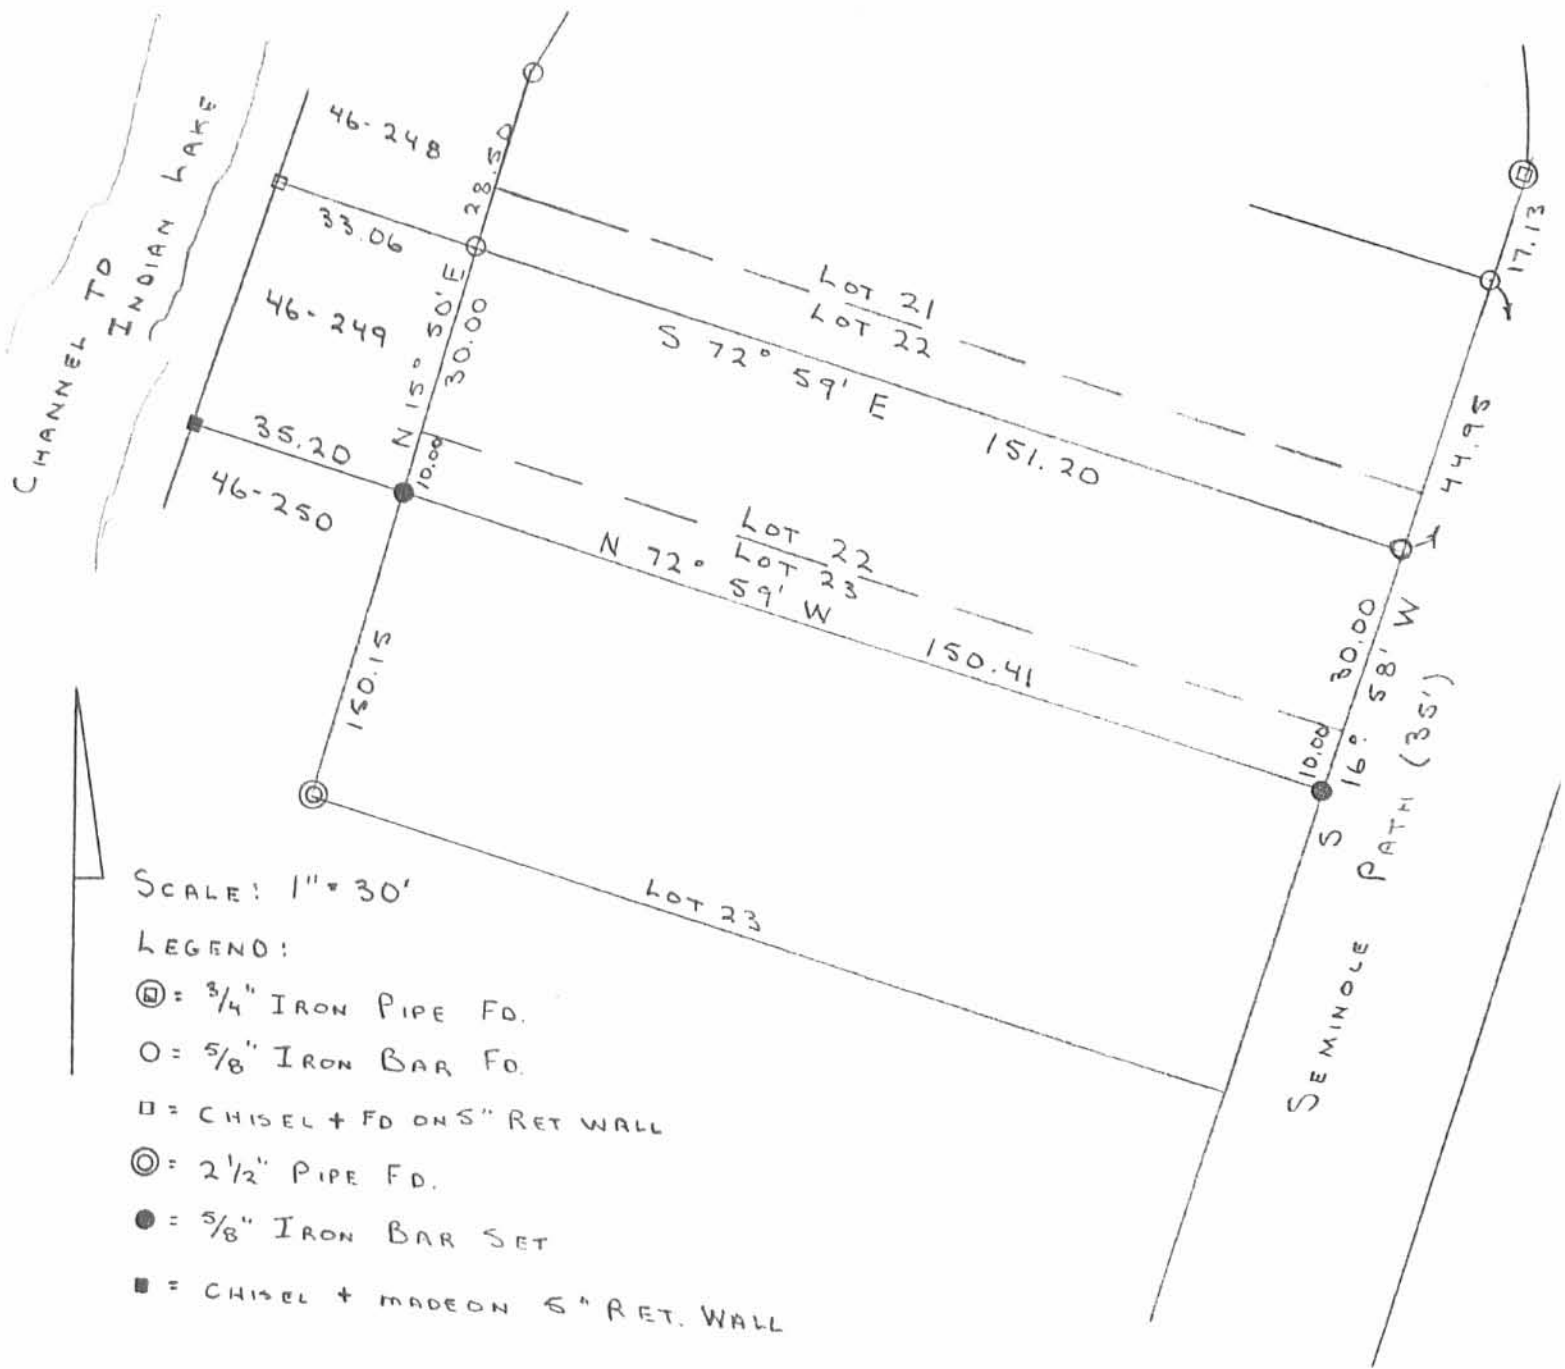 CHANNEL TO
INDIAN LAKE
46-248
28.50
33.06
46-249
N 15° 50' E
30.00
10.00
35.20
46-250
150.15
LOT 21
LOT 22
S 72° 59' E
151.20
LOT 22
LOT 23
N 72° 59' W
150.41
17.13
44.95
30.00
10.00
S 16° 58' W
SEMINOLE PATH (35')
LOT 23
SCALE: 1" = 30'
LEGEND:
= 3/4" IRON PIPE FD.
= 5/8" IRON BAR FD.
= CHISEL + FD ON 5" RET WALL
= 2 1/2" PIPE FD.
= 5/8" IRON BAR SET
= CHISEL + MADE ON 5" RET. WALL